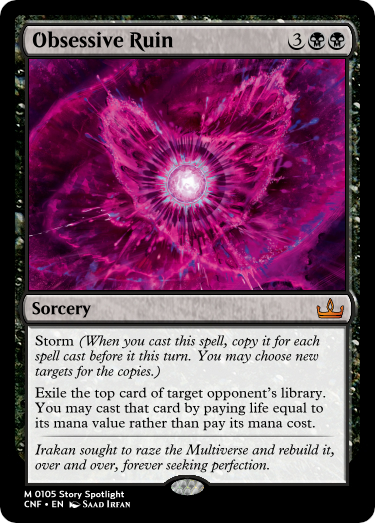 Obsessive Ruin 3
Sorcery
Storm (When you cast this spell, copy it for each
spell cast before it this turn. You may choose new
targets for the copies.)
Exile the top card of target opponent's library.
You may cast that card by paying life equal to
its mana value rather than pay its mana cost.
Irakan sought to raze the Multiverse and rebuild it,
over and over, forever seeking perfection.
M 0105 Story Spotlight
CNF • EN Saad Irfan